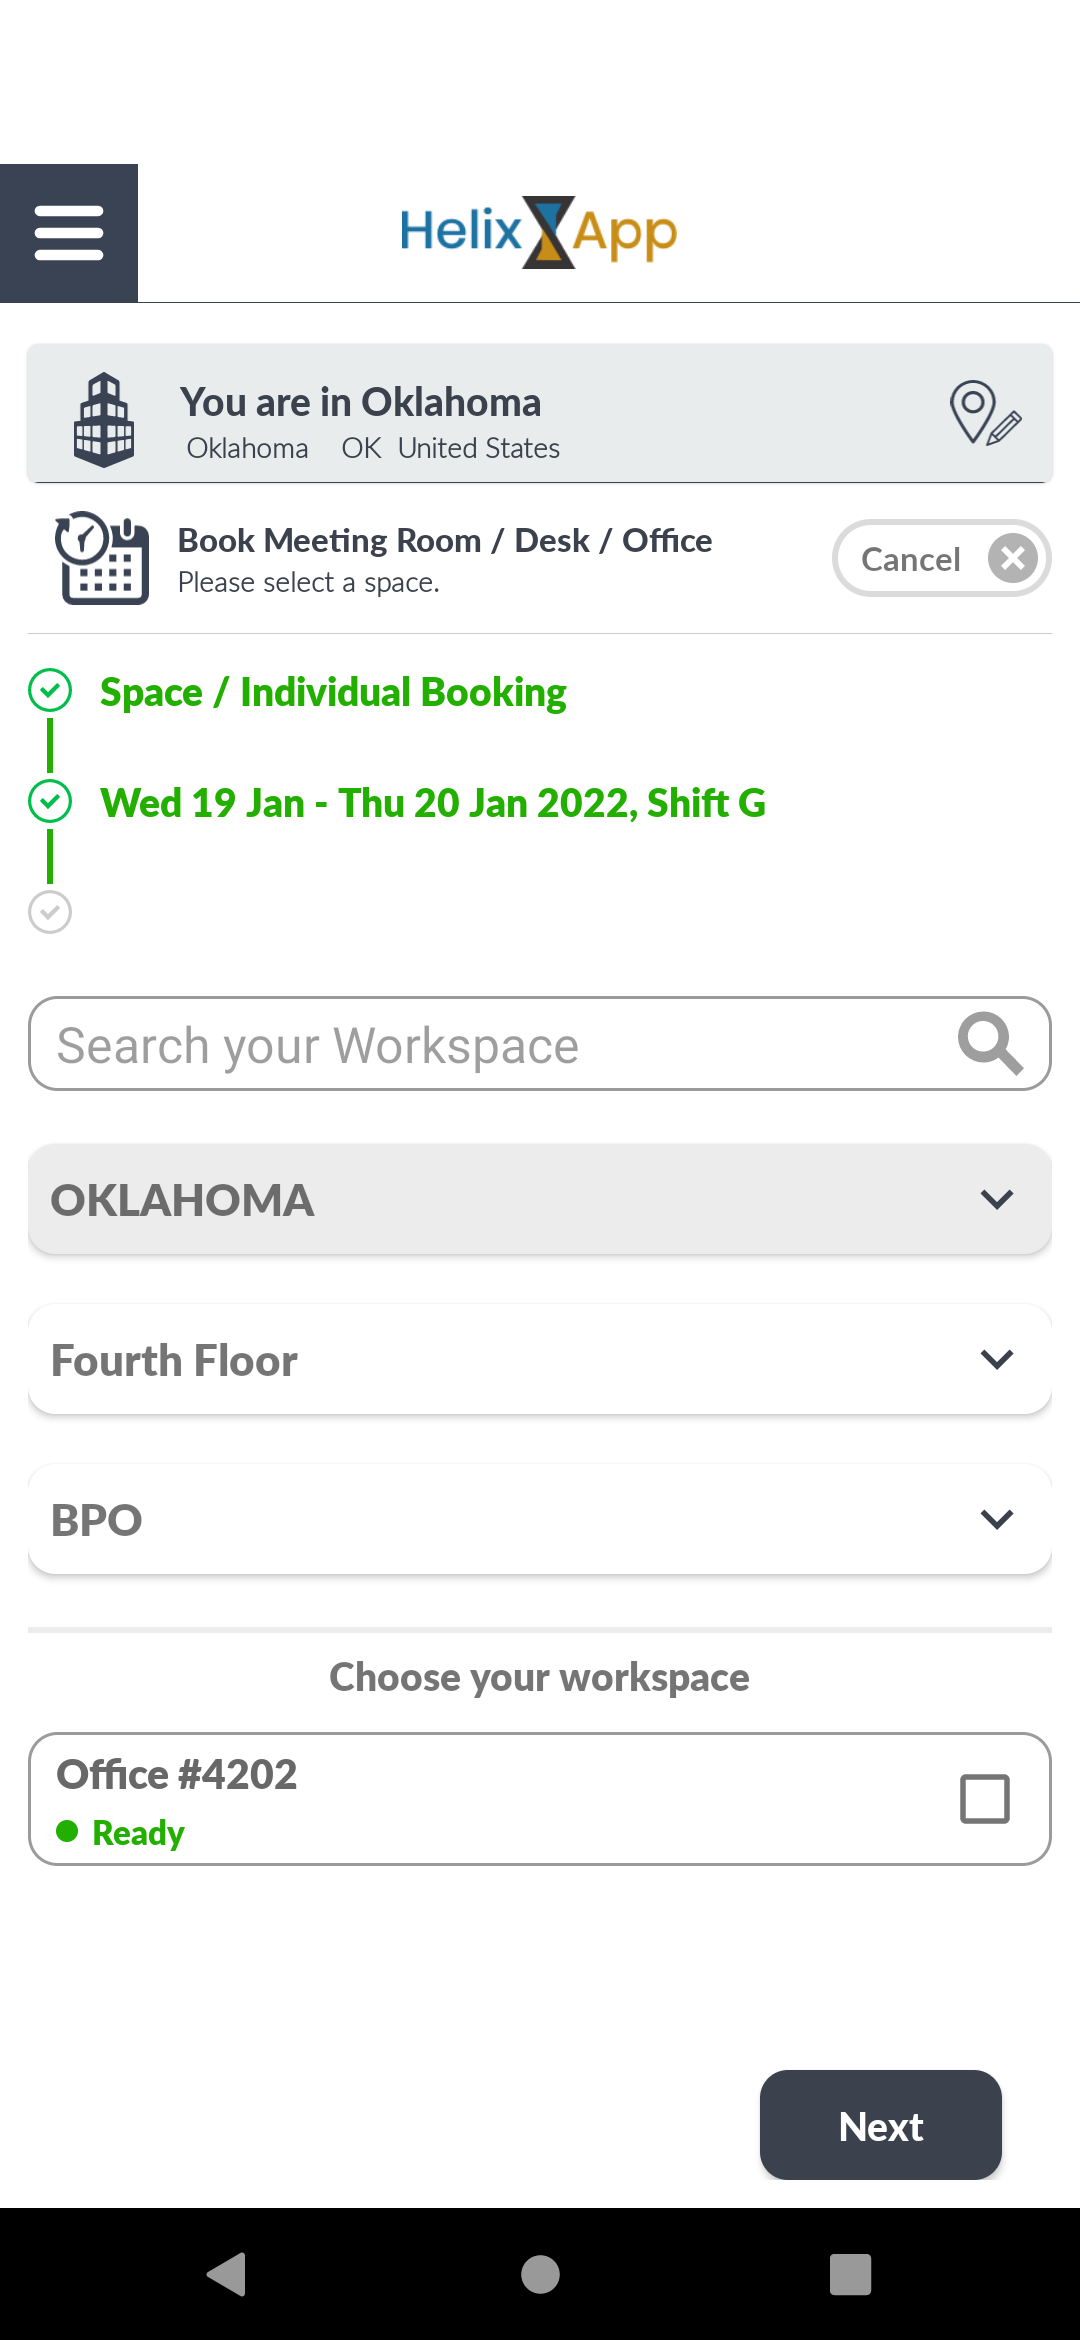 Helix App
You are in Oklahoma
Oklahoma OK United States
Book Meeting Room / Desk / Office
Please select a space.
Cancel
Space / Individual Booking
Wed 19 Jan - Thu 20 Jan 2022, Shift G
Search your Workspace
OKLAHOMA
Fourth Floor
BPO
Choose your workspace
Office #4202
Ready
Next